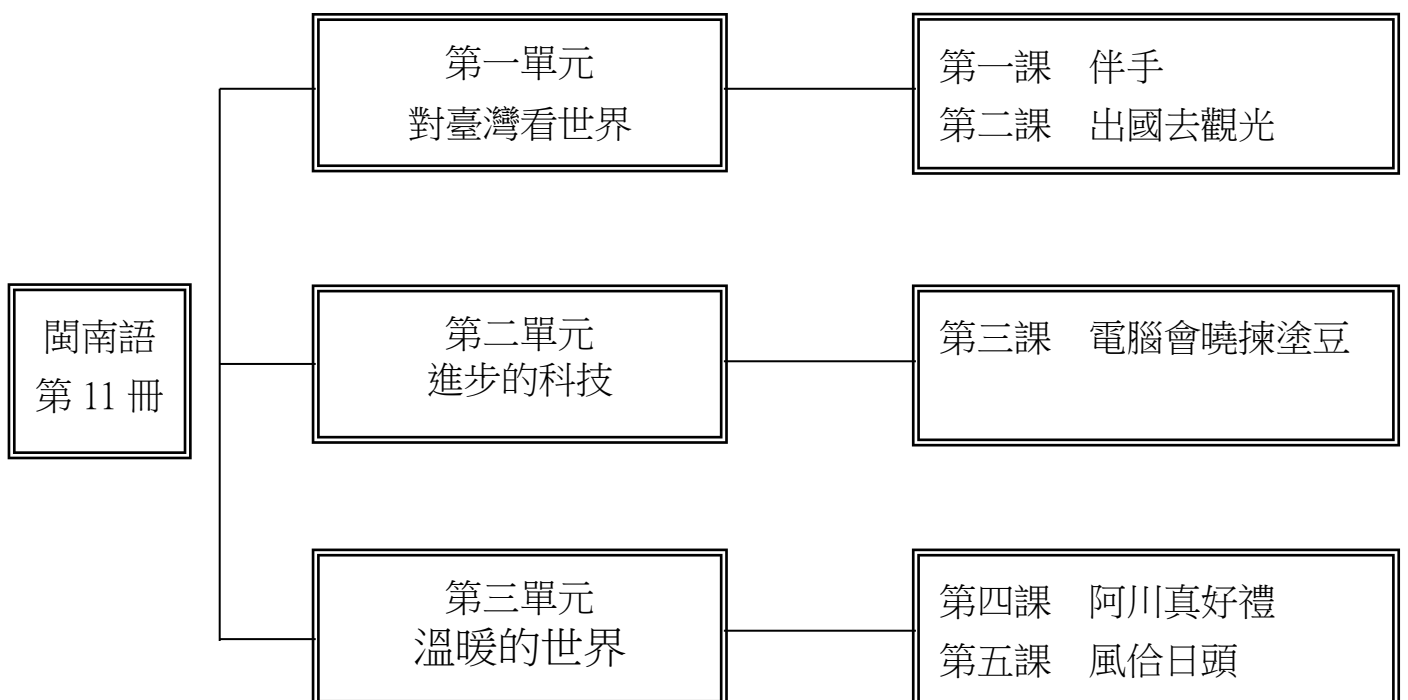 第一單元
對臺灣看世界
第一課　伴手
第二課　出國去觀光
閩南語
第 11 冊
第二單元
進步的科技
第三課　電腦會曉揀塗豆
第三單元
溫暖的世界
第四課　阿川真好禮
第五課　風佮日頭